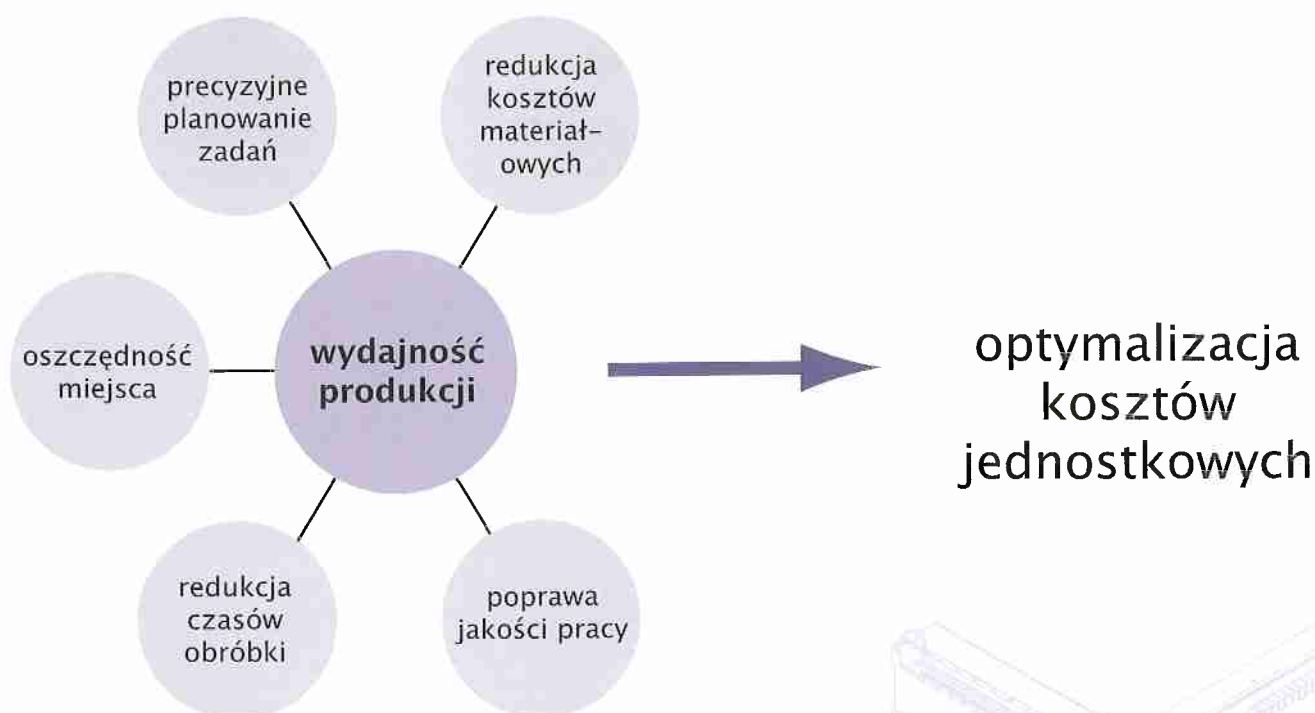 precyzyjne
planowanie
zadań
redukcja
kosztów
materiał-
owych
oszczędność
miejsca
wydajność
produkcji
optymalizacja
kosztów
jednostkowych
redukcja
czasów
obróbki
poprawa
jakości pracy